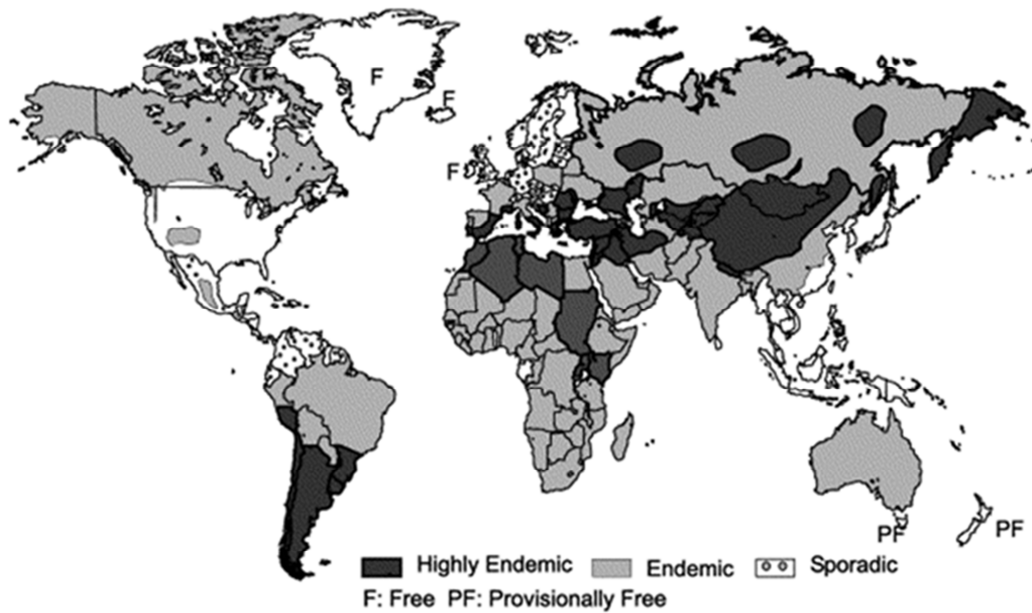 F
F
F
PF
PF
Highly Endemic
Endemic
Sporadic
F: Free PF: Provisionally Free